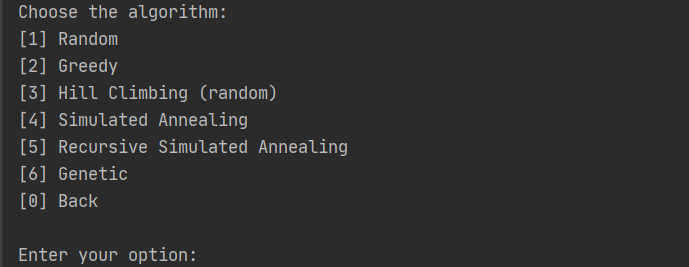 Choose the algorithm:
[1] Random
[2] Greedy
[3] Hill Climbing (random)
[4] Simulated Annealing
[5] Recursive Simulated Annealing
[6] Genetic
[0] Back
Enter your option: